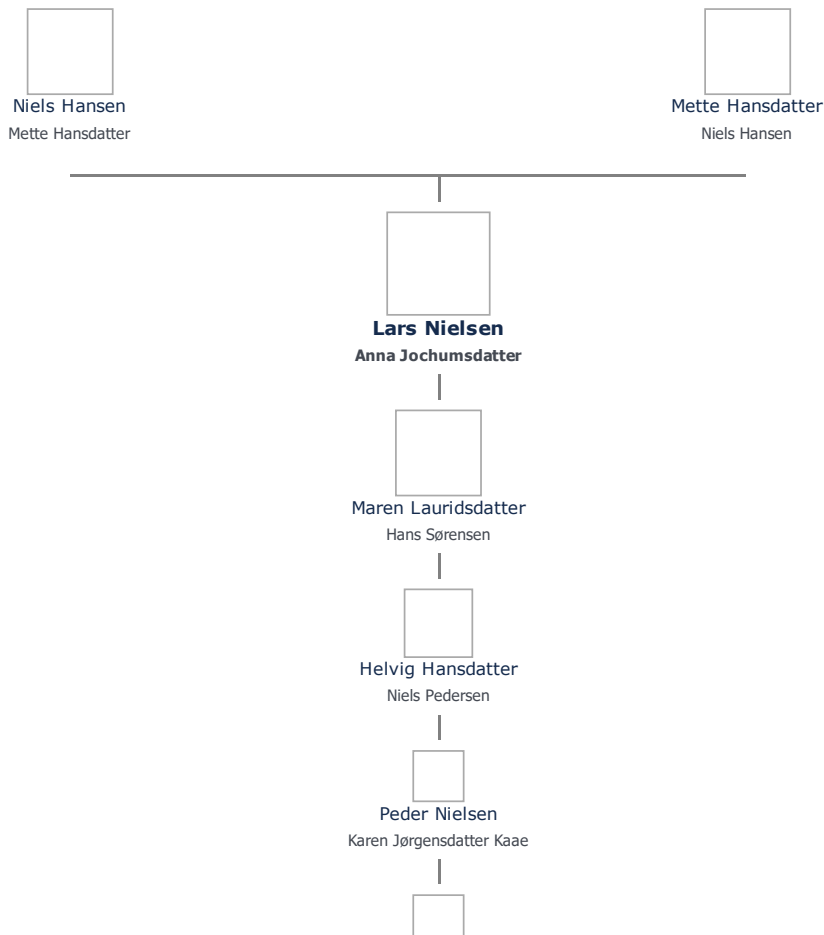 Niels Hansen
Mette Hansdatter
Mette Hansdatter
Niels Hansen
Lars Nielsen
Anna Jochumsdatter
Maren Lauridsdatter
Hans Sørensen
Helvig Hansdatter
Niels Pedersen
Peder Nielsen
Karen Jørgensdatter Kaae